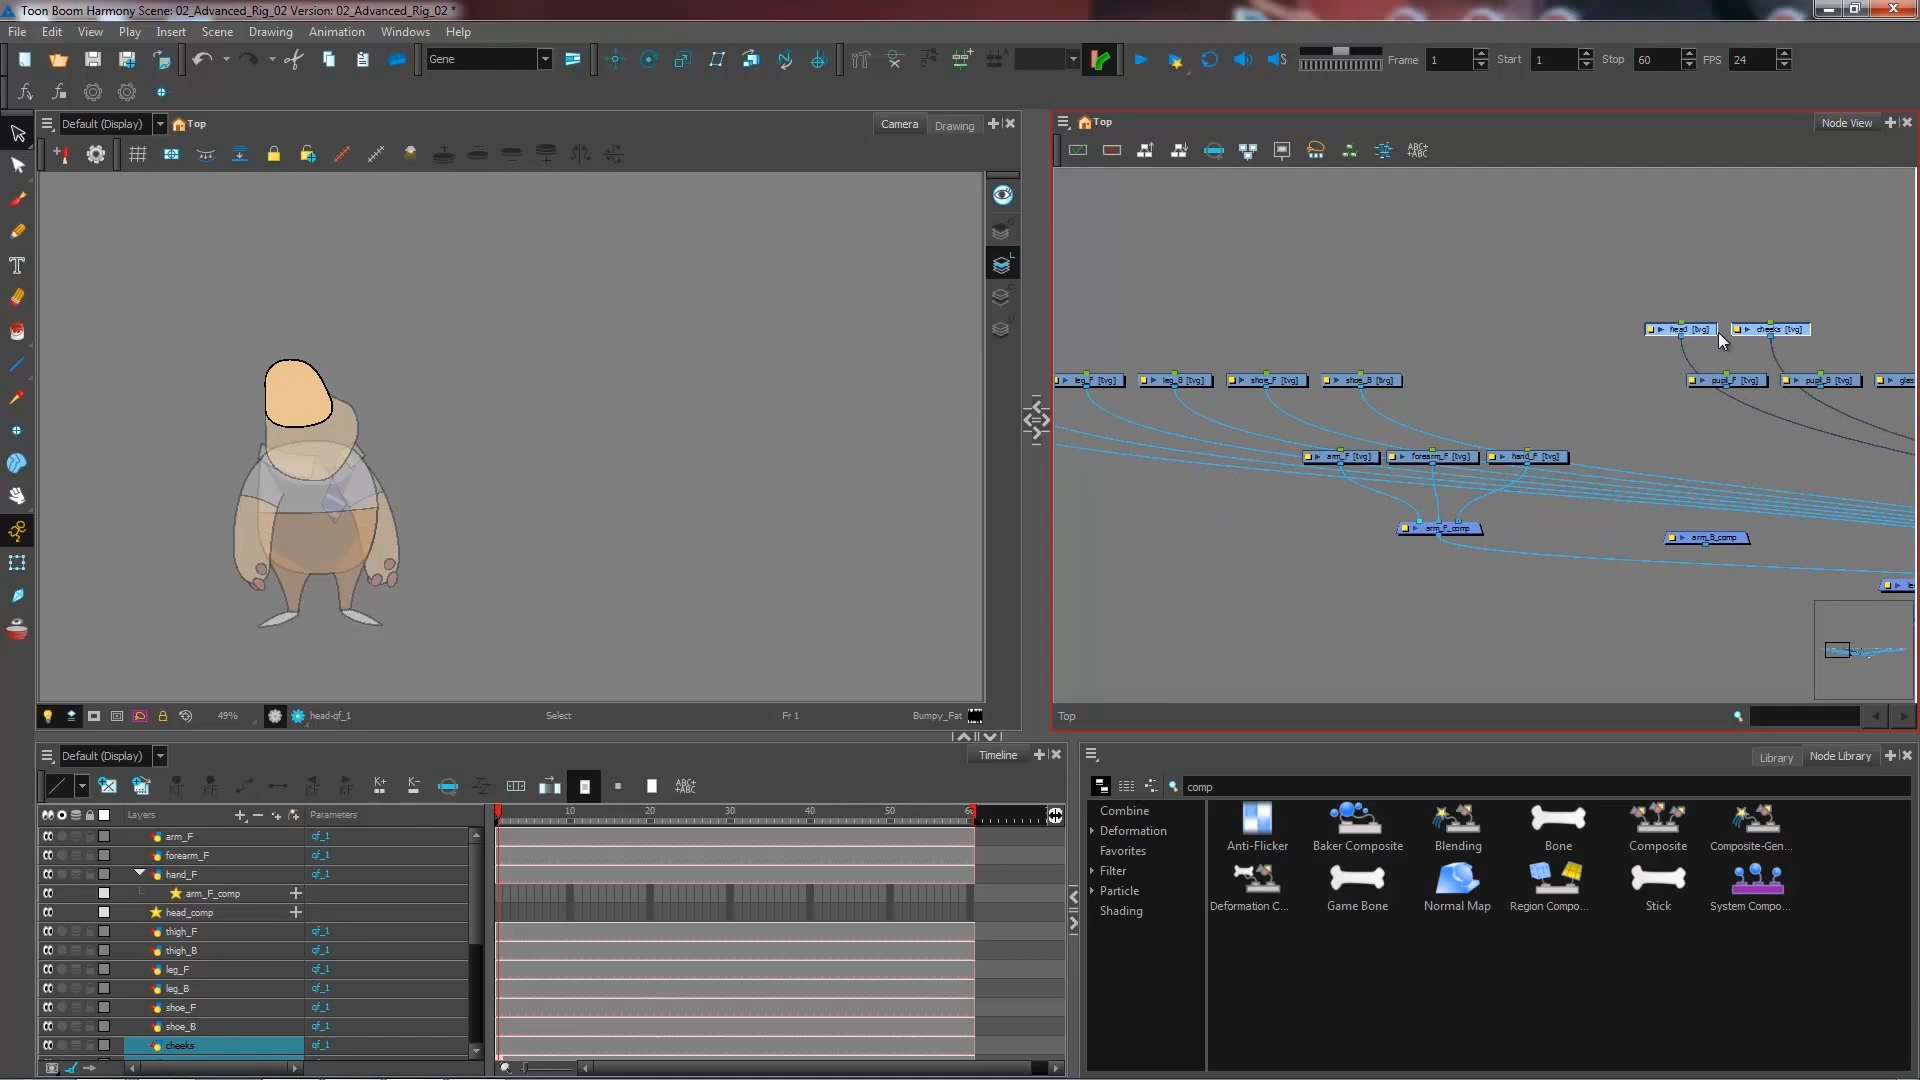 Toon Boom Harmony Scene: 02_Advanced_Rig_02 Version: 02_Advanced_Rig_02 *
File Edit View Play Insert Scene Drawing Animation Windows Help
Gene
Frame 1 Start 1 Stop 60 FPS 24
Default (Display) Top Camera Drawing
Top Node View
ABC+
ABC
head [tvg] cheeks [tvg]
leg_F [tvg] leg_B [tvg] shoe_F [tvg] shoe_B [tvg] pupil_F [tvg] pupil_B [tvg]
arm_F [tvg] forearm_F [tvg] hand_F [tvg]
arm_F_comp
arm_B_comp
49% head-qf_1 Select Fr 1 Bumpy_Fat
Top
Default (Display) Timeline
Library Node Library
K+ K- ABC+
ABC
comp
Layers Parameters
10 20 30 40 50
arm_F qf_1
forearm_F qf_1
hand_F qf_1
arm_F_comp
head_comp
thigh_F qf_1
thigh_B qf_1
leg_F qf_1
leg_B qf_1
shoe_F qf_1
shoe_B qf_1
cheeks qf_1
Combine
Deformation
Favorites
Filter
Particle
Shading
Anti-Flicker Baker Composite Blending Bone Composite Composite-Gen...
Deformation C... Game Bone Normal Map Region Compo... Stick System Compo...